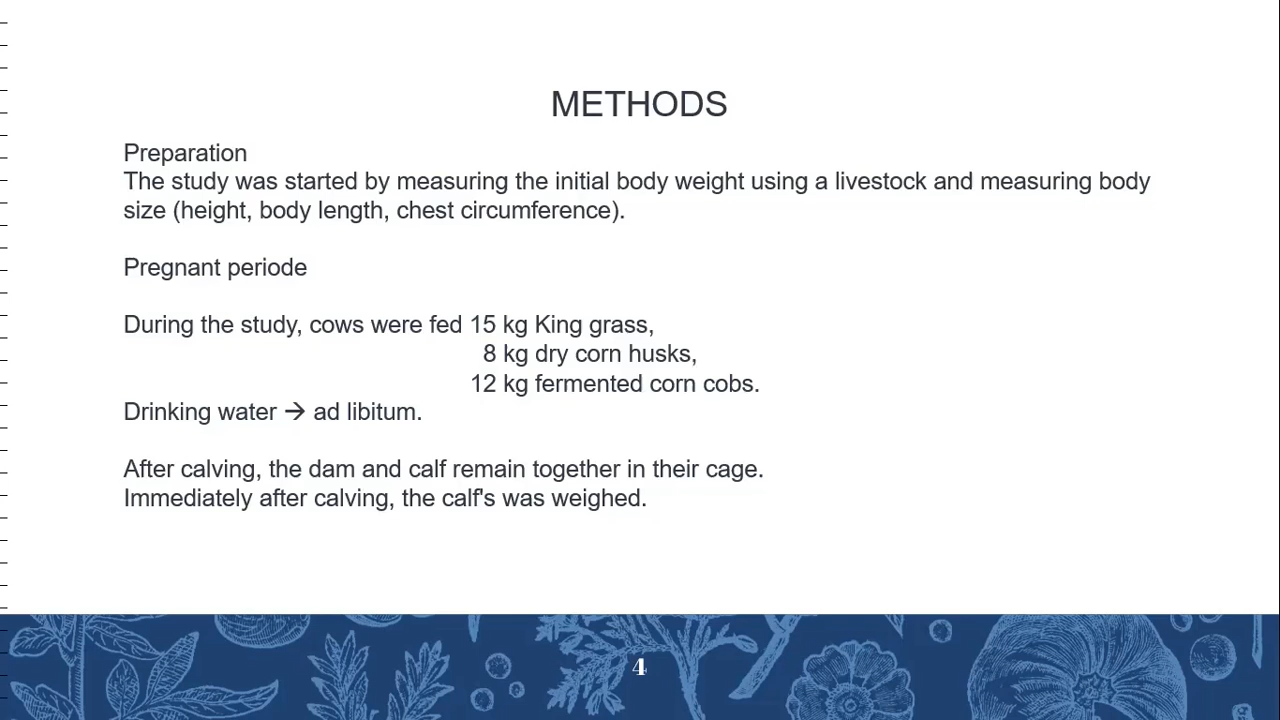 METHODS
Preparation
The study was started by measuring the initial body weight using a livestock and measuring body
size (height, body length, chest circumference).
Pregnant periode
During the study, cows were fed 15 kg King grass,
8 kg dry corn husks,
12 kg fermented corn cobs.
Drinking water → ad libitum.
After calving, the dam and calf remain together in their cage.
Immediately after calving, the calf's was weighed.
4